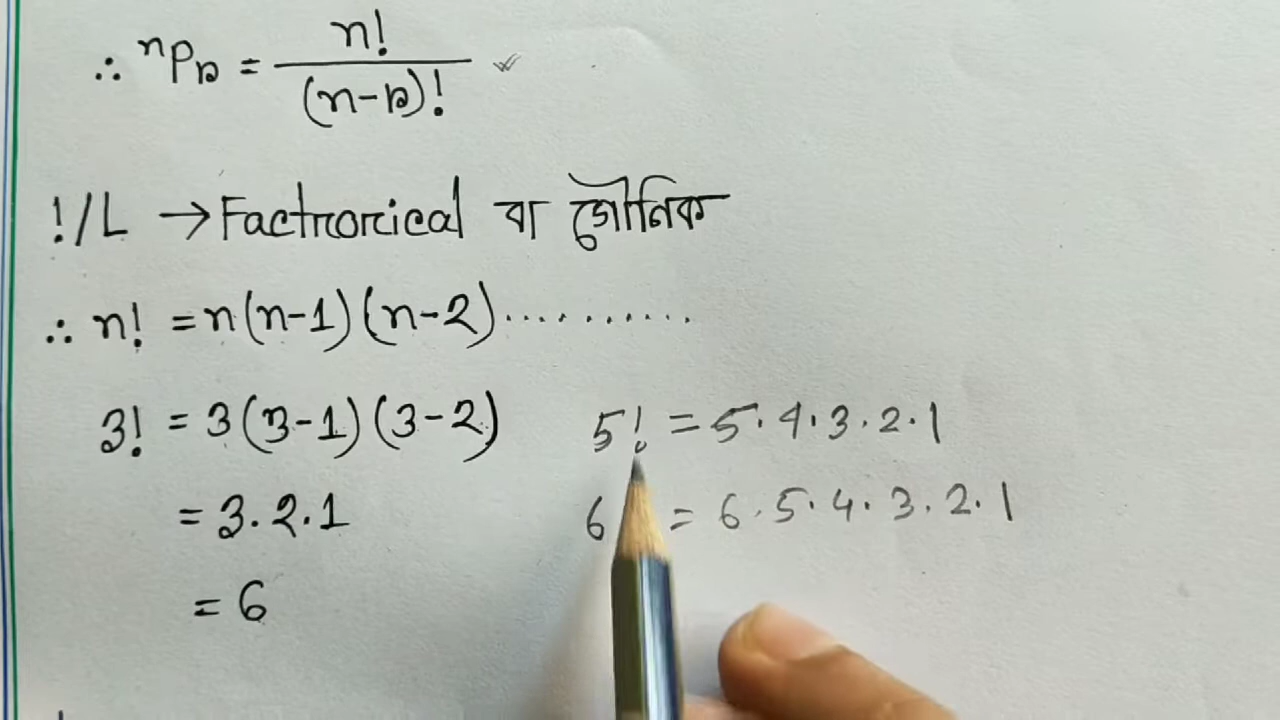 ∴ ⁿPr = n! / (n-r)!
!/L → Factrorical বা গৌনিক
∴ n! = n(n-1)(n-2)..........
3! = 3(3-1)(3-2)
= 3.2.1
= 6
5! = 5.4.3.2.1
6 = 6.5.4.3.2.1